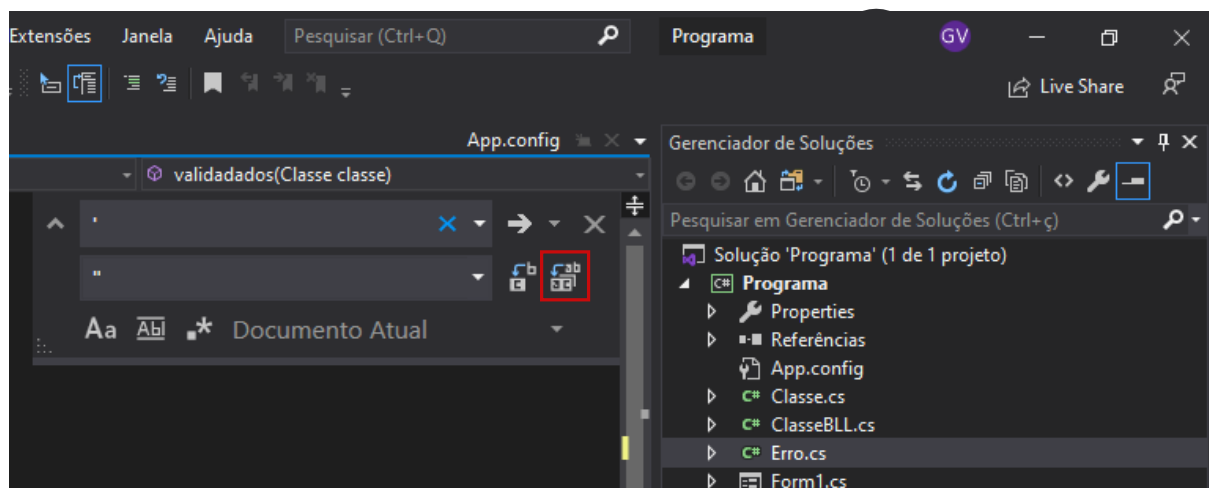 Extensões Janela Ajuda Pesquisar (Ctrl+Q) Programa GV
Live Share
App.config
Gerenciador de Soluções
validadados(Classe classe)
'
Pesquisar em Gerenciador de Soluções (Ctrl+ç)
"
Solução 'Programa' (1 de 1 projeto)
C# Programa
Aa Abl .* Documento Atual
Properties
Referências
App.config
C# Classe.cs
C# ClasseBLL.cs
C# Erro.cs
Form1.cs